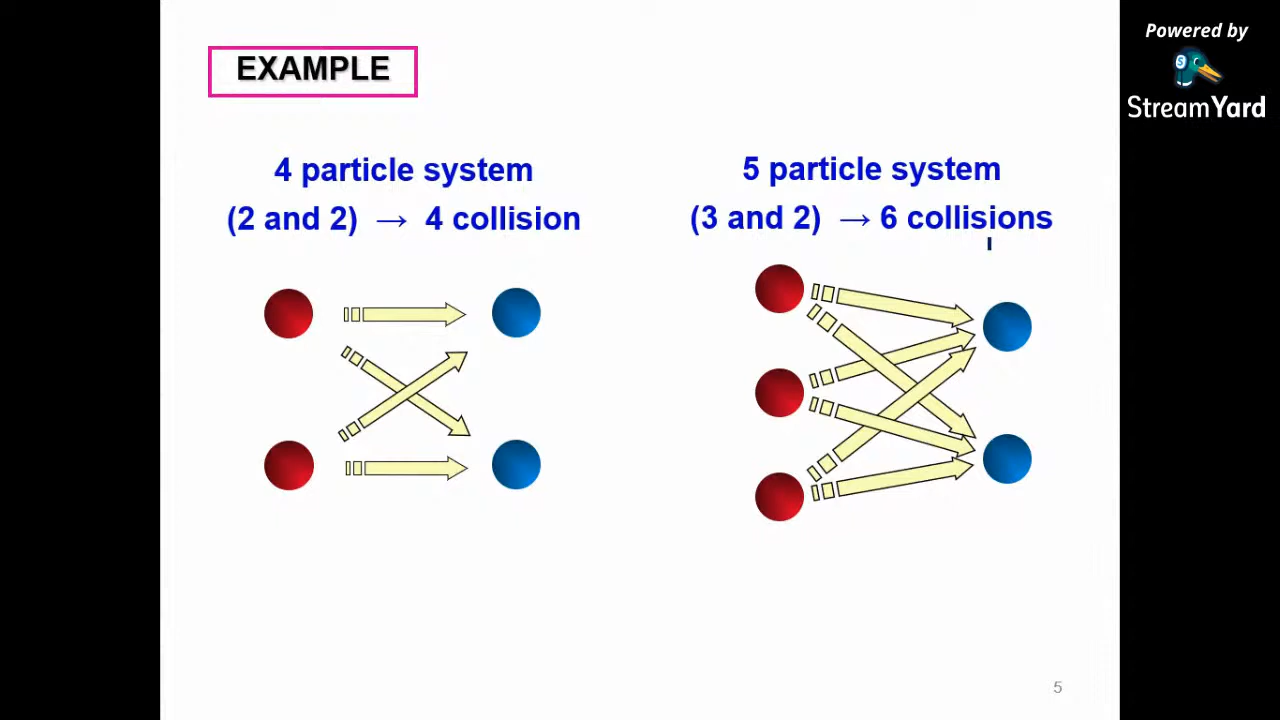 EXAMPLE
4 particle system
(2 and 2) → 4 collision
5 particle system
(3 and 2) → 6 collisions
5
Powered by
S
StreamYard